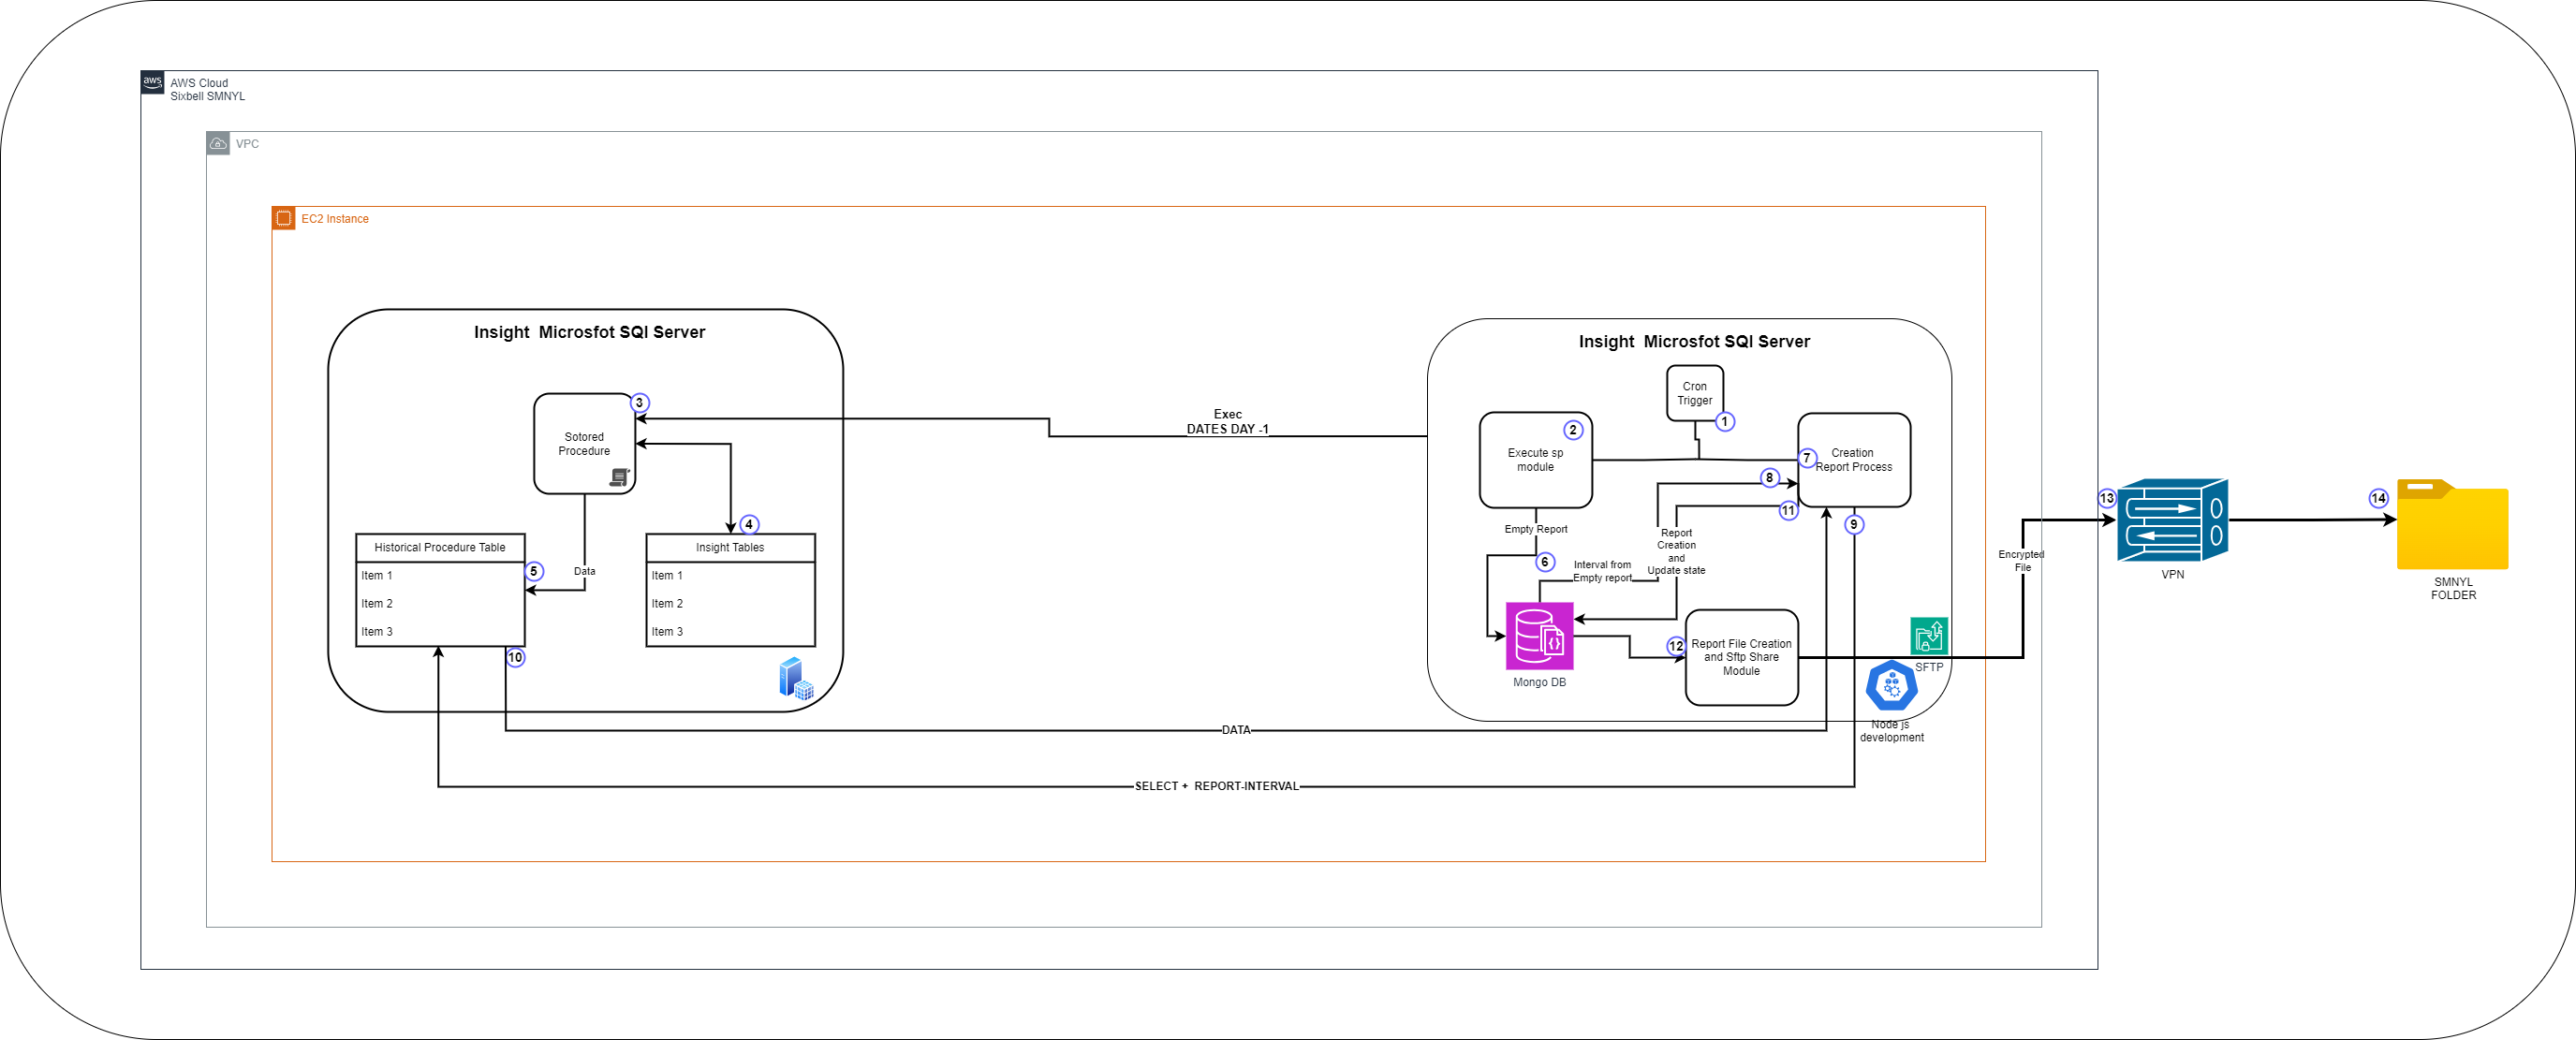 aws
AWS Cloud
Sixbell SMNYL
VPC
EC2 Instance
Insight  Microsfot SQl Server
Sotored
Procedure
3
4
Historical Procedure Table
Item 1
Item 2
Item 3
5
Data
Insight Tables
Item 1
Item 2
Item 3
10
Exec
DATES DAY -1
DATA
SELECT +  REPORT-INTERVAL
Insight  Microsfot SQl Server
Cron
Trigger
1
2
Execute sp
module
7
Creation
Report Process
8
11
9
Empty Report
6
Interval from
Empty report
Report
Creation
and
Update state
Mongo DB
12
Report File Creation
and Sftp Share
Module
SFTP
Node js
development
Encrypted
File
13
VPN
14
SMNYL
FOLDER